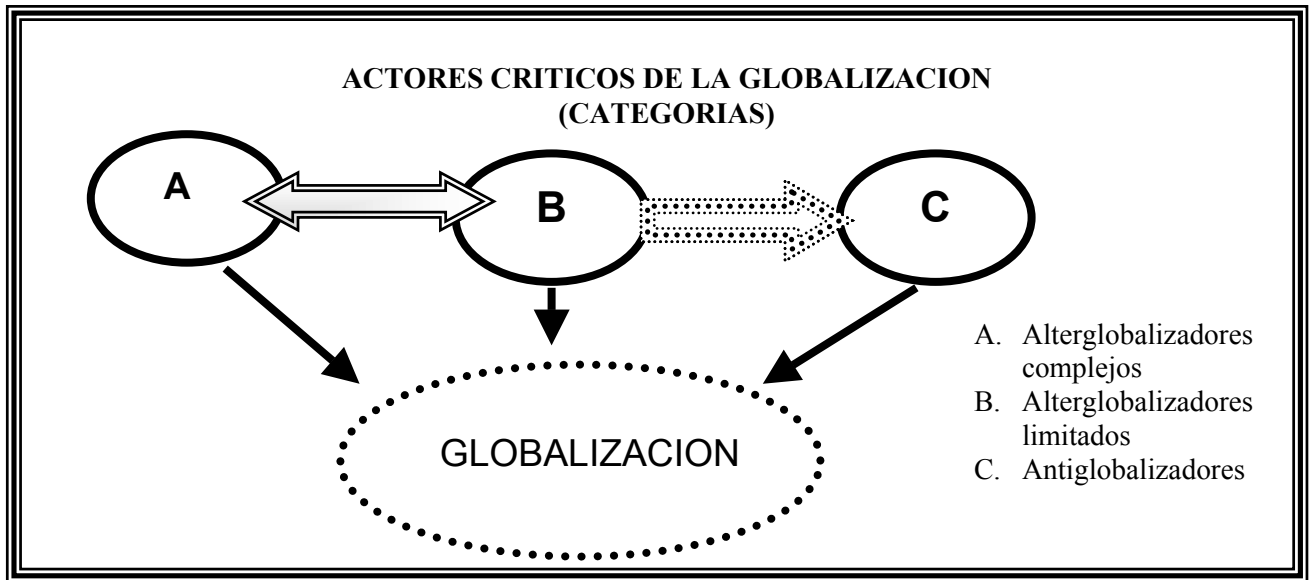 ACTORES CRITICOS DE LA GLOBALIZACION
(CATEGORIAS)
A
B
C
GLOBALIZACION
A. Alterglobalizadores
complejos
B. Alterglobalizadores
limitados
C. Antiglobalizadores